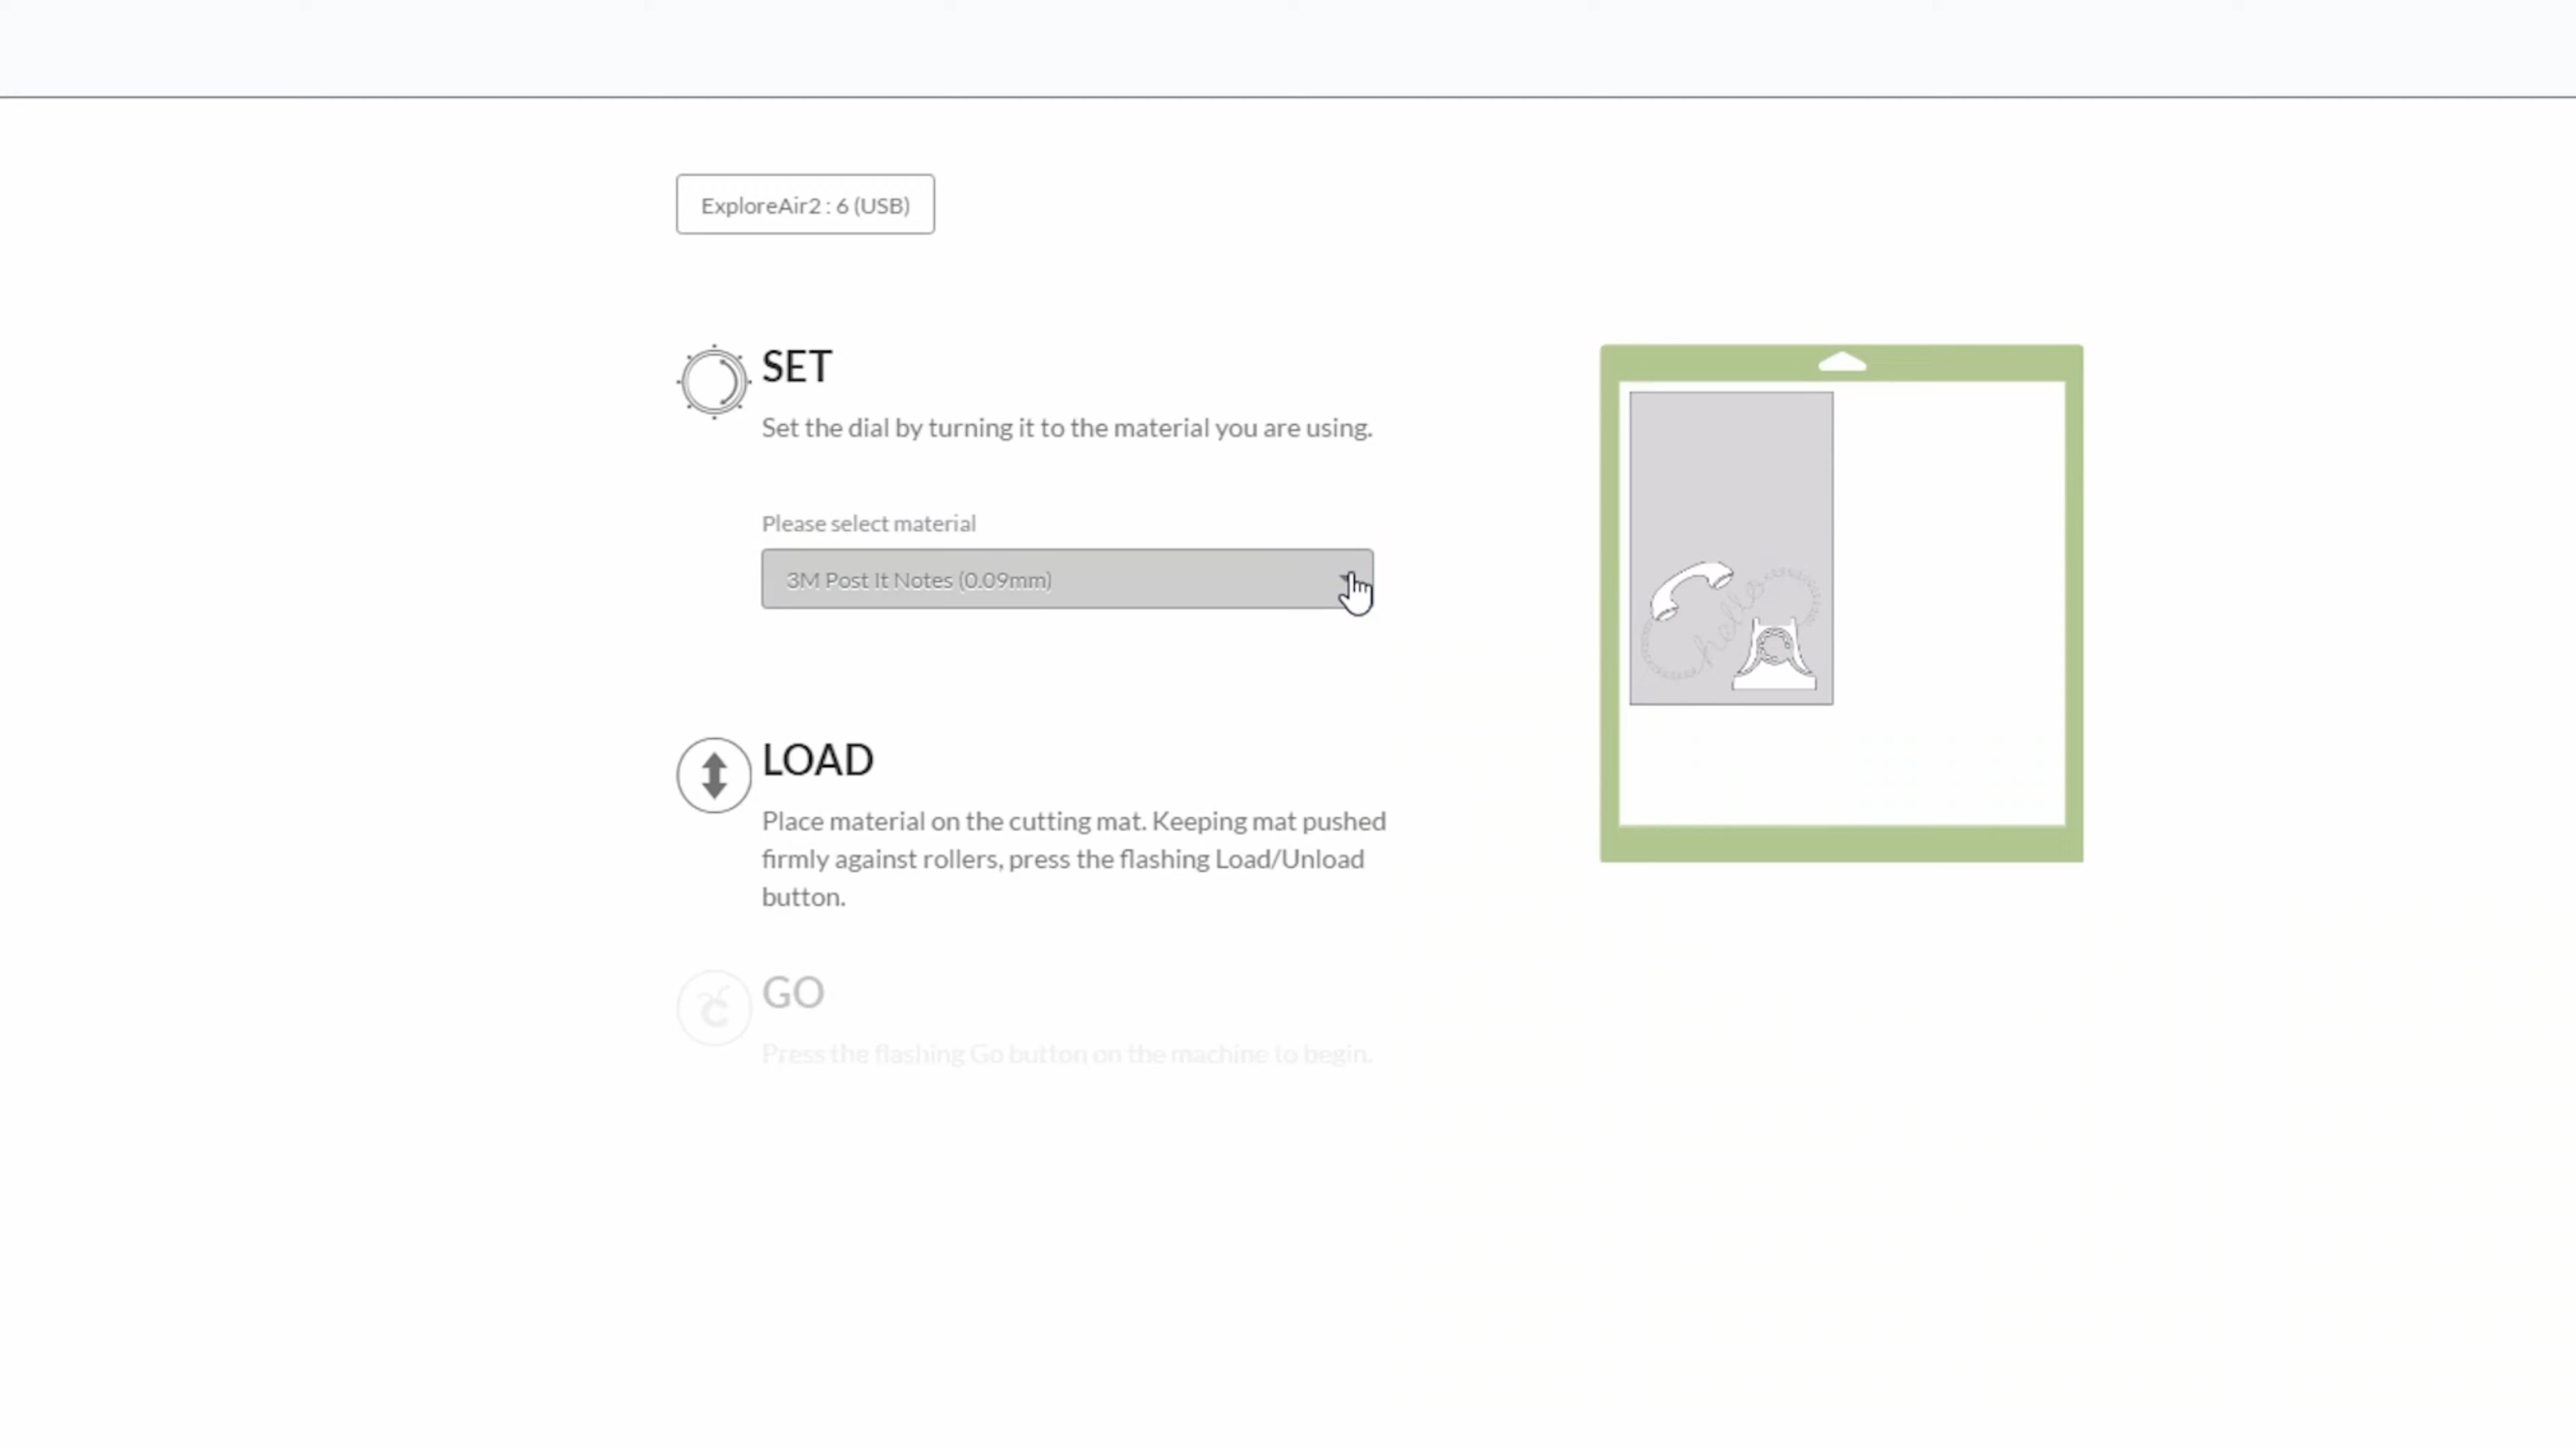 ExploreAir2 : 6 (USB)
SET
Set the dial by turning it to the material you are using.
Please select material
3M Post It Notes (0.09mm)
hello
LOAD
Place material on the cutting mat. Keeping mat pushed
firmly against rollers, press the flashing Load/Unload
button.
GO
Press the flashing Go button on the machine to begin.